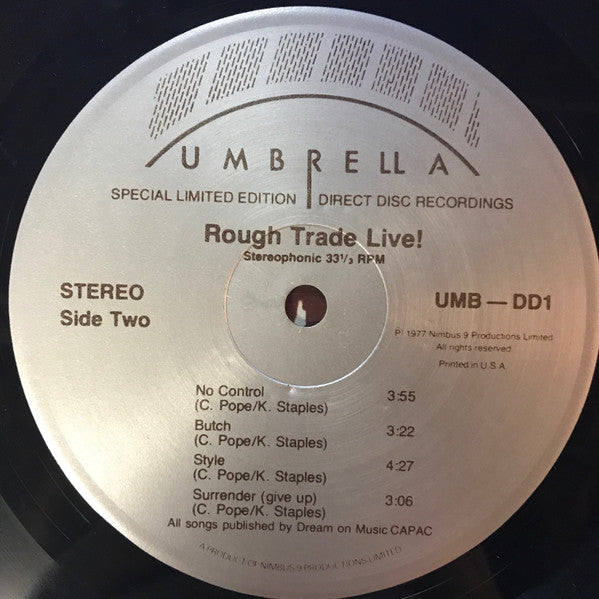 UMBRELLA
SPECIAL LIMITED EDITION DIRECT DISC RECORDINGS
Rough Trade Live!
Stereophonic 33⅓ RPM
STEREO
Side Two
UMB — DD1
P 1977 Nimbus 9 Productions Limited
All rights reserved
Printed in U.S.A.
No Control 3:55
(C. Pope/K. Staples)
Butch 3:22
(C. Pope/K. Staples)
Style 4:27
(C. Pope/K. Staples)
Surrender (give up) 3:06
(C. Pope/K. Staples)
All songs published by Dream on Music CAPAC
A PRODUCT OF NIMBUS 9 PRODUCTIONS LIMITED